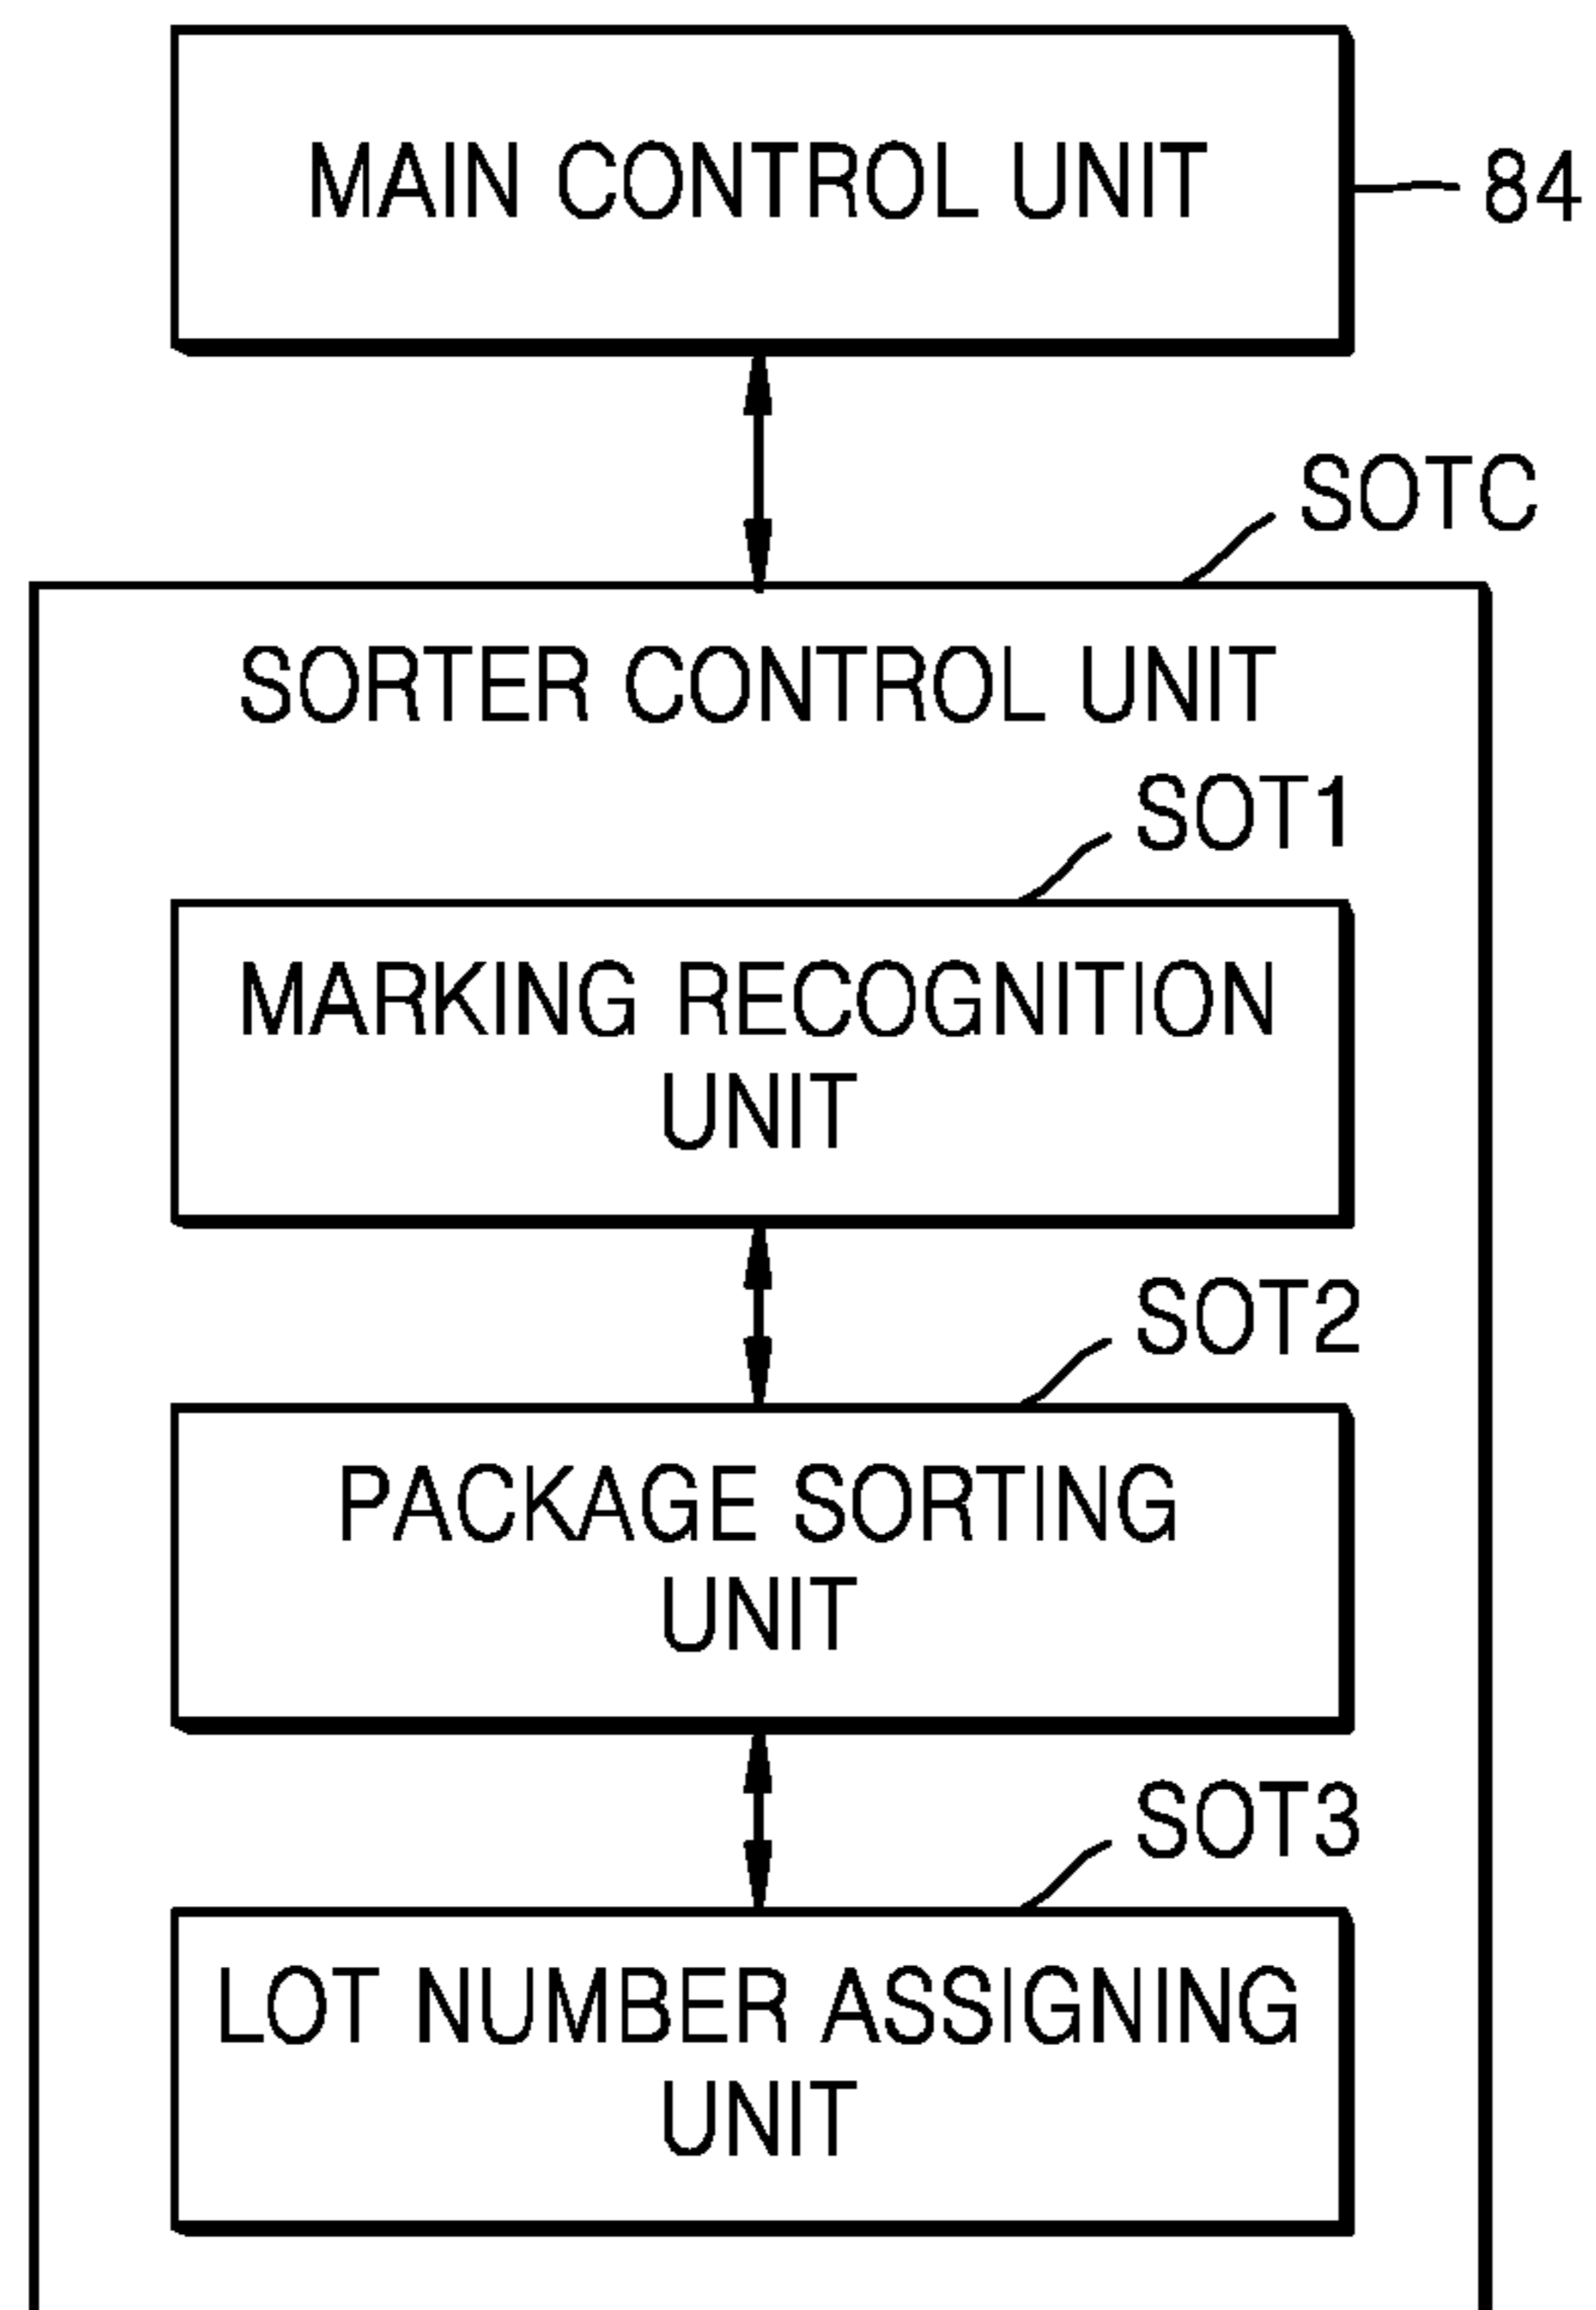 MAIN CONTROL UNIT
84
SOTC
SORTER CONTROL UNIT
SOT1
MARKING RECOGNITION
UNIT
SOT2
PACKAGE SORTING
UNIT
SOT3
LOT NUMBER ASSIGNING
UNIT